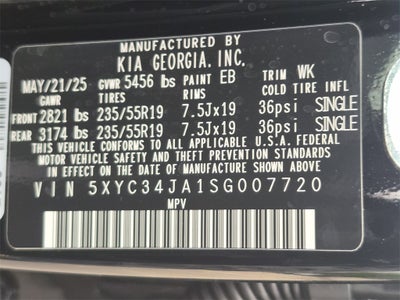 MANUFACTURED BY
KIA GEORGIA, INC.
MAY/21/25 GVWR 5456 lbs PAINT EB TRIM WK
GAWR TIRES RIMS COLD TIRE INFL
FRONT 2821 lbs 235/55R19 7.5Jx19 36psi SINGLE
REAR 3174 lbs 235/55R19 7.5Jx19 36psi SINGLE
THIS VEHICLE CONFORMS TO ALL APPLICABLE U.S.A. FEDERAL
MOTOR VEHICLE SAFETY, BUMPER, AND THEFT PREVENTION STANDARDS
IN EFFECT ON THE DATE OF MANUFACTURE SHOWN ABOVE.
VIN 5XYC34JA1SG007720
MPV